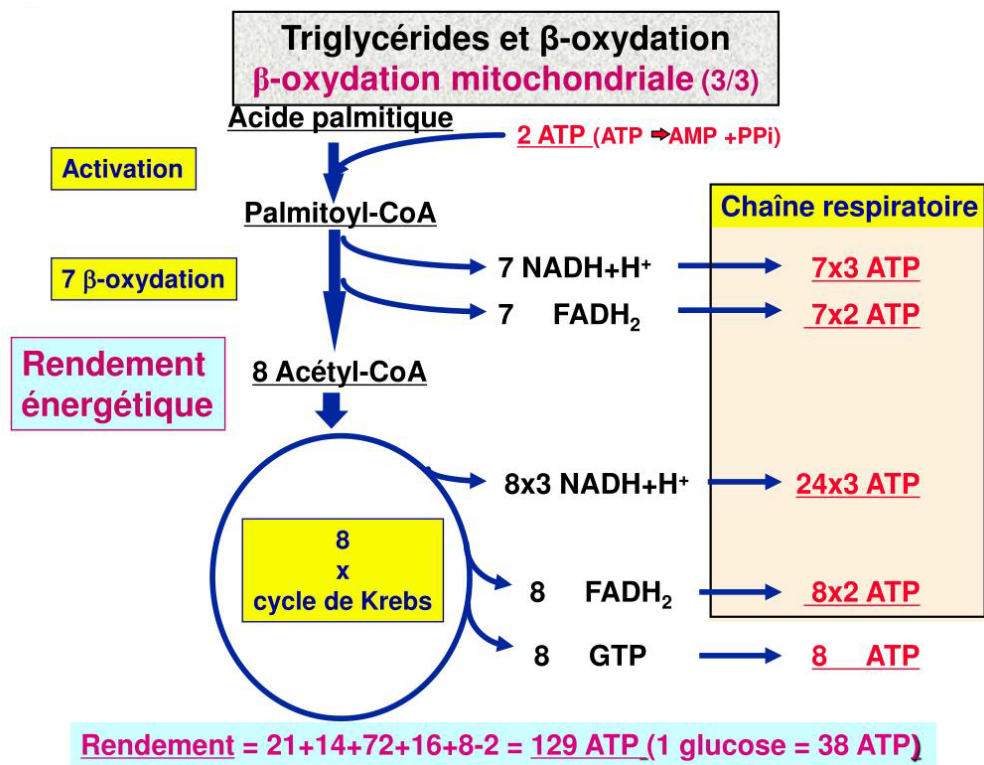 Triglycérides et β-oxydation
β-oxydation mitochondriale (3/3)
Acide palmitique
2 ATP (ATP ➡AMP +PPi)
Activation
Palmitoyl-CoA
Chaîne respiratoire
7 β-oxydation
7 NADH+H⁺
7x3 ATP
7 FADH₂
7x2 ATP
Rendement
énergétique
8 Acétyl-CoA
8x3 NADH+H⁺
24x3 ATP
8
x
cycle de Krebs
8 FADH₂
8x2 ATP
8 GTP
8 ATP
Rendement = 21+14+72+16+8-2 = 129 ATP (1 glucose = 38 ATP)